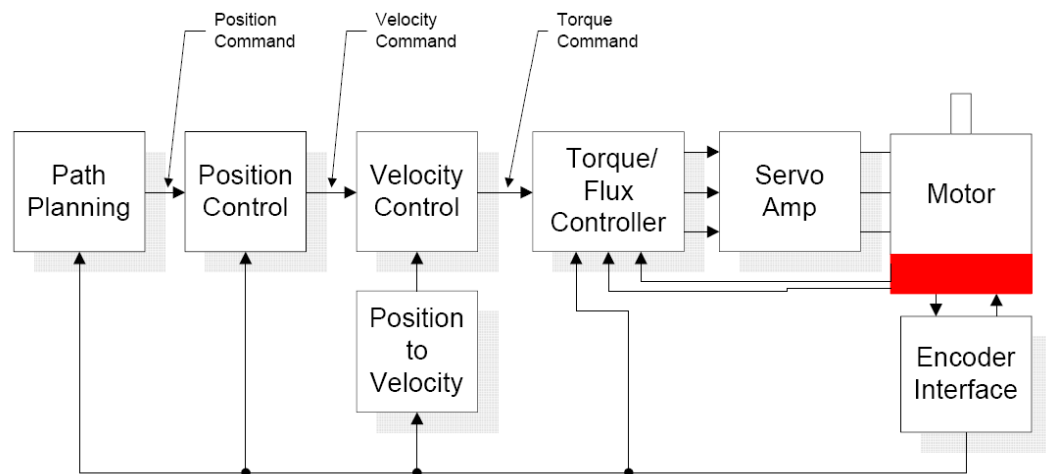 Position
Command
Velocity
Command
Torque
Command
Path
Planning
Position
Control
Velocity
Control
Torque/
Flux
Controller
Servo
Amp
Motor
Position
to
Velocity
Encoder
Interface